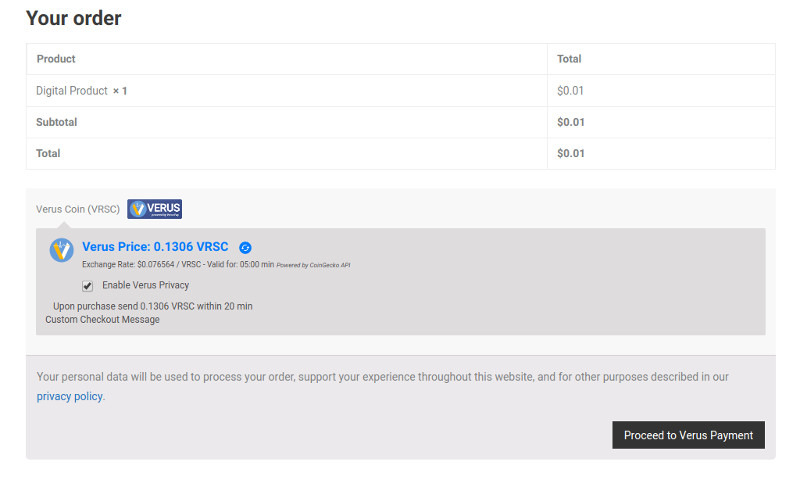 Your order
Product Total
Digital Product × 1 $0.01
Subtotal $0.01
Total $0.01
Verus Coin (VRSC) VERUS
Verus Price: 0.1306 VRSC
Exchange Rate: $0.076564 / VRSC - Valid for: 05:00 min Powered by CoinGecko API
Enable Verus Privacy
Upon purchase send 0.1306 VRSC within 20 min
Custom Checkout Message
Your personal data will be used to process your order, support your experience throughout this website, and for other purposes described in our
privacy policy.
Proceed to Verus Payment